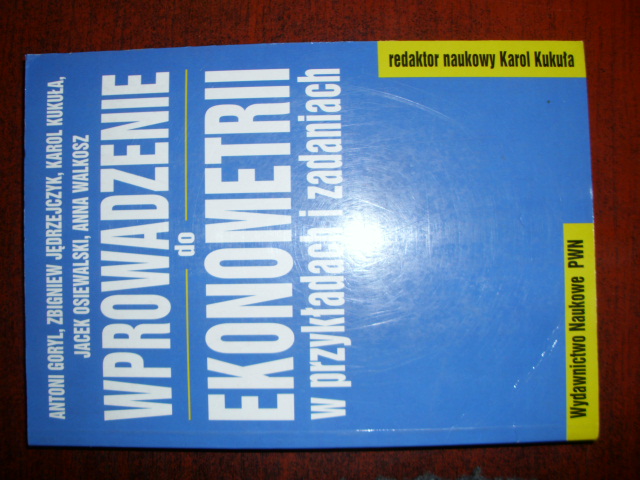 ANTONI GORYL, ZBIGNIEW JĘDRZEJCZYK, KAROL KUKUŁA,
JACEK OSIEWALSKI, ANNA WALKOSZ
WPROWADZENIE
do
EKONOMETRII
w przykładach i zadaniach
redaktor naukowy Karol Kukuła
Wydawnictwo Naukowe PWN